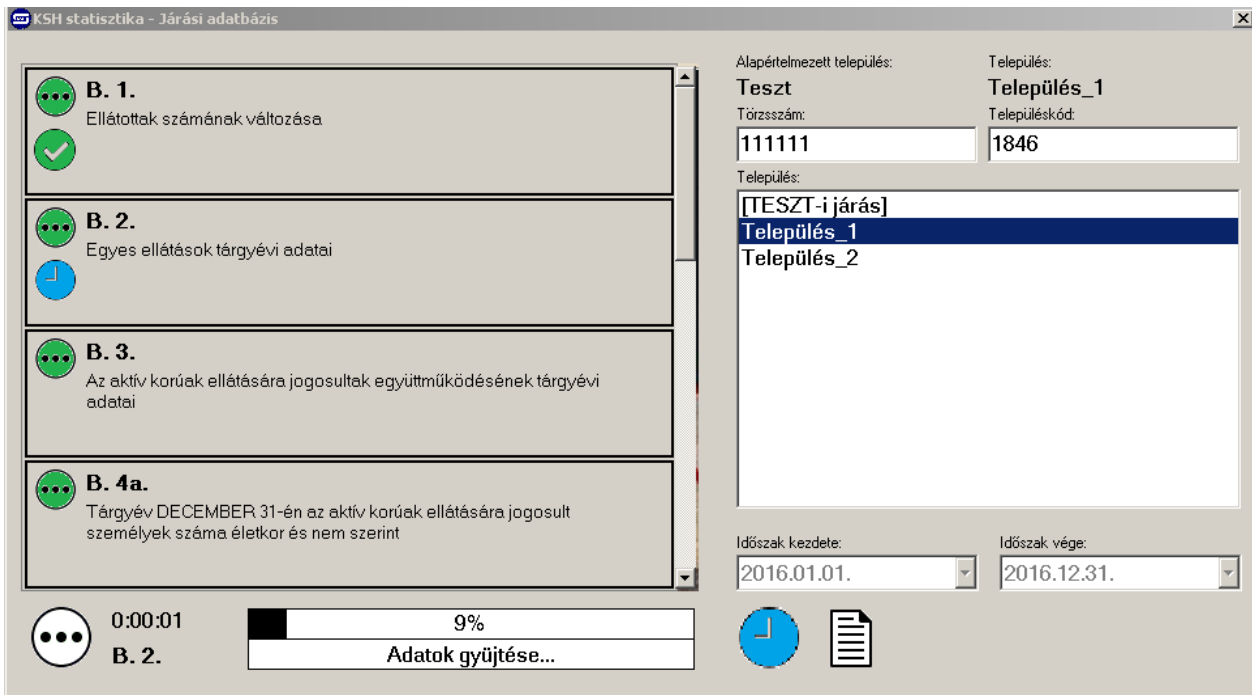 KSH statisztika - Járási adatbázis
B. 1.
Ellátottak számának változása
B. 2.
Egyes ellátások tárgyévi adatai
B. 3.
Az aktív korúak ellátására jogosultak együttműködésének tárgyévi
adatai
B. 4a.
Tárgyév DECEMBER 31-én az aktív korúak ellátására jogosult
személyek száma életkor és nem szerint
0:00:01
B. 2.
9%
Adatok gyüjtése...
Alapértelmezett település:
Teszt
Település:
Település_1
Törzsszám:
111111
Településkód:
1846
Település:
[TESZT-i járás]
Település_1
Település_2
Időszak kezdete:
2016.01.01.
Időszak vége:
2016.12.31.